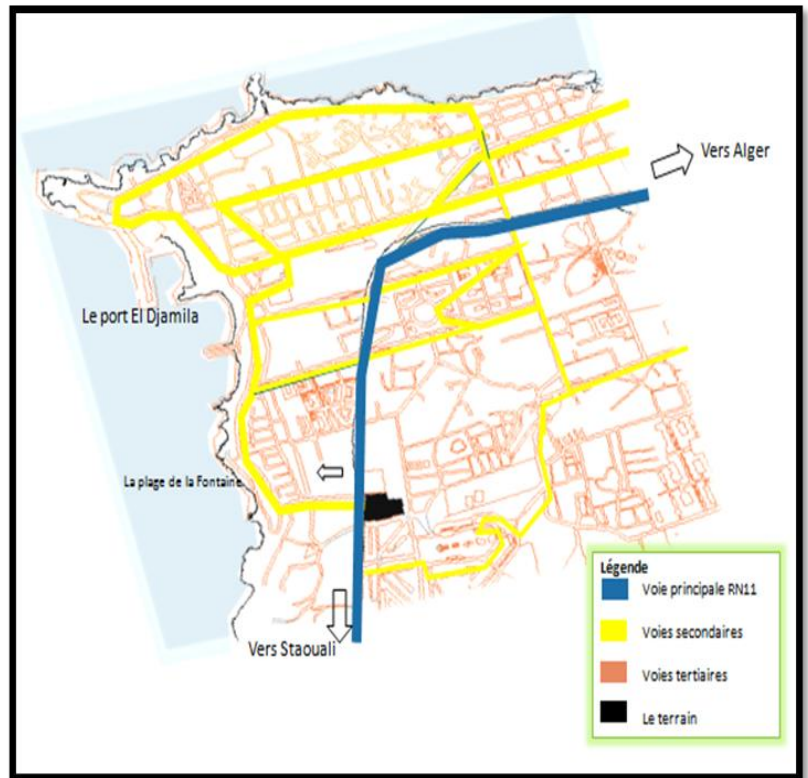 Vers Alger
Le port El Djamila
La plage de la Fontaine
Vers Staouali
Légende
Voie principale RN11
Voies secondaires
Voies tertiaires
Le terrain